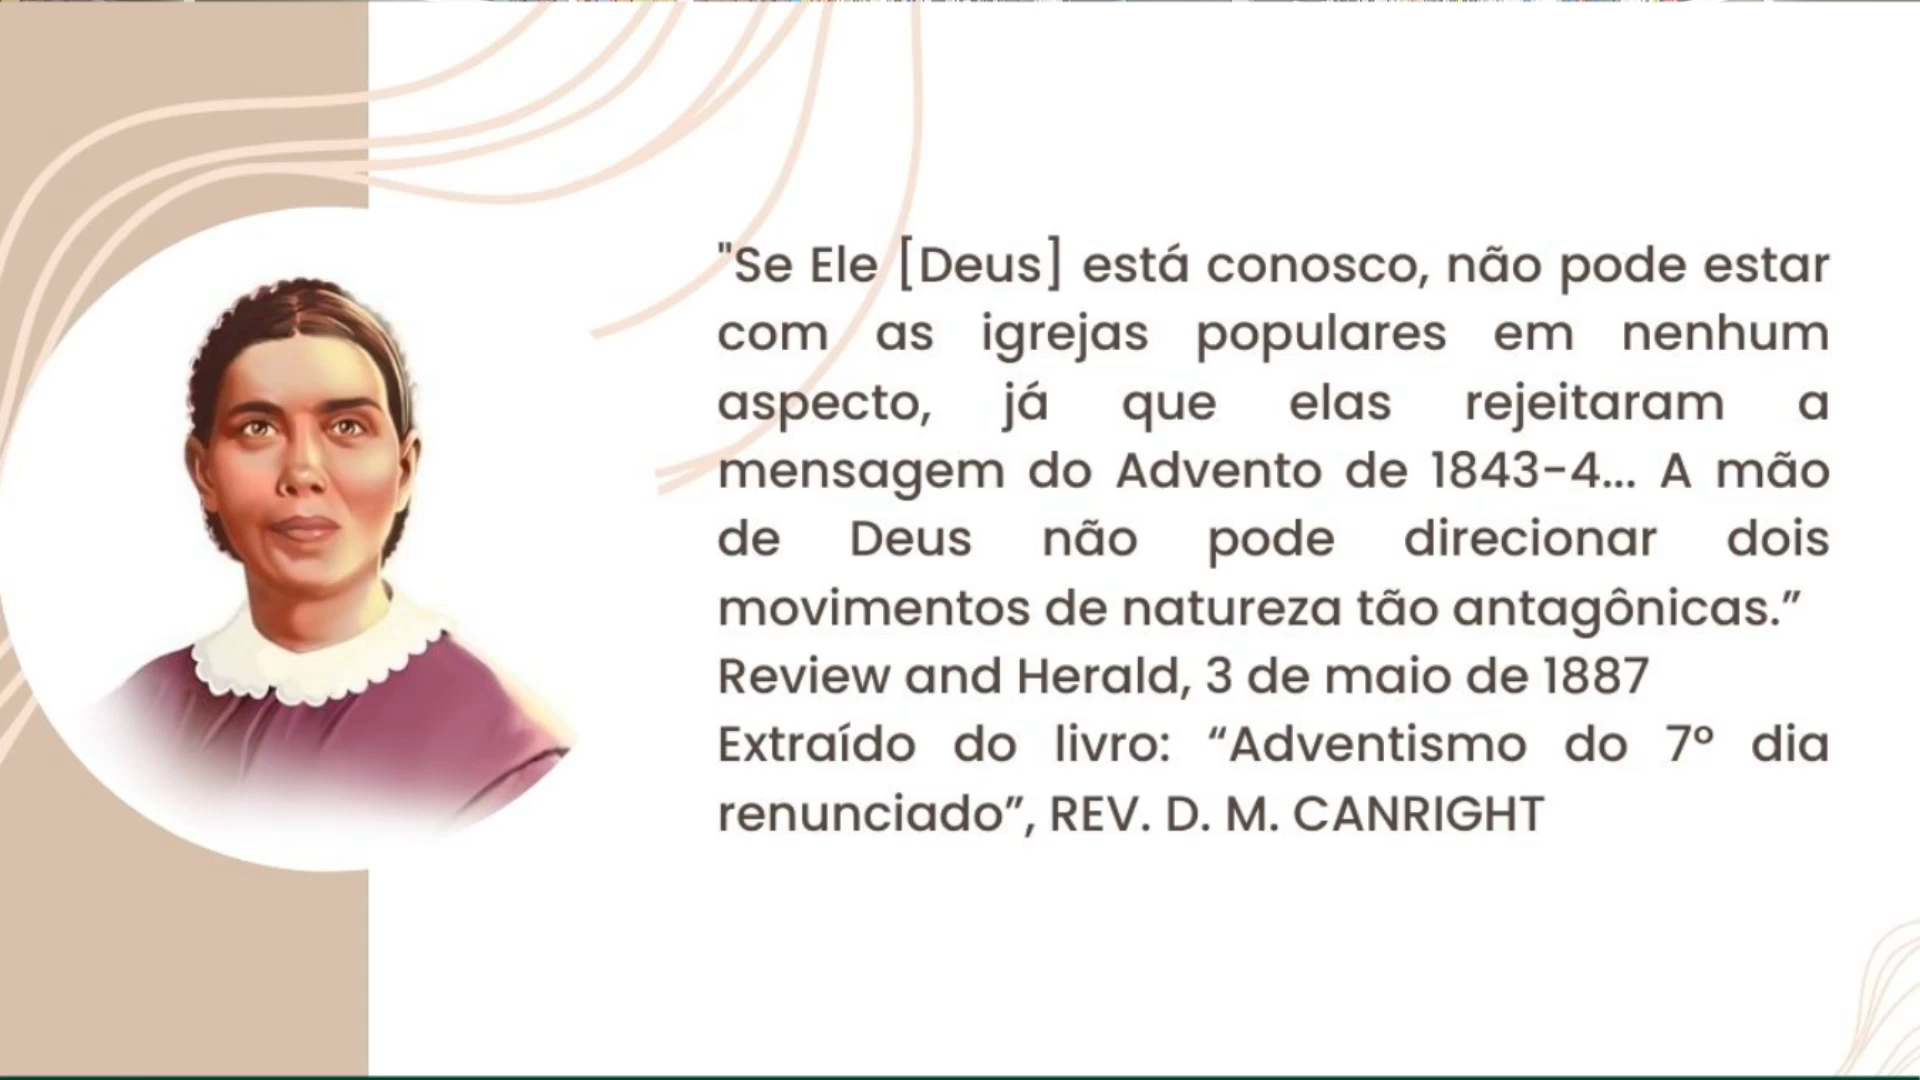 "Se Ele [Deus] está conosco, não pode estar
com as igrejas populares em nenhum
aspecto, já que elas rejeitaram a
mensagem do Advento de 1843-4... A mão
de Deus não pode direcionar dois
movimentos de natureza tão antagônicas.”
Review and Herald, 3 de maio de 1887
Extraído do livro: “Adventismo do 7º dia
renunciado”, REV. D. M. CANRIGHT